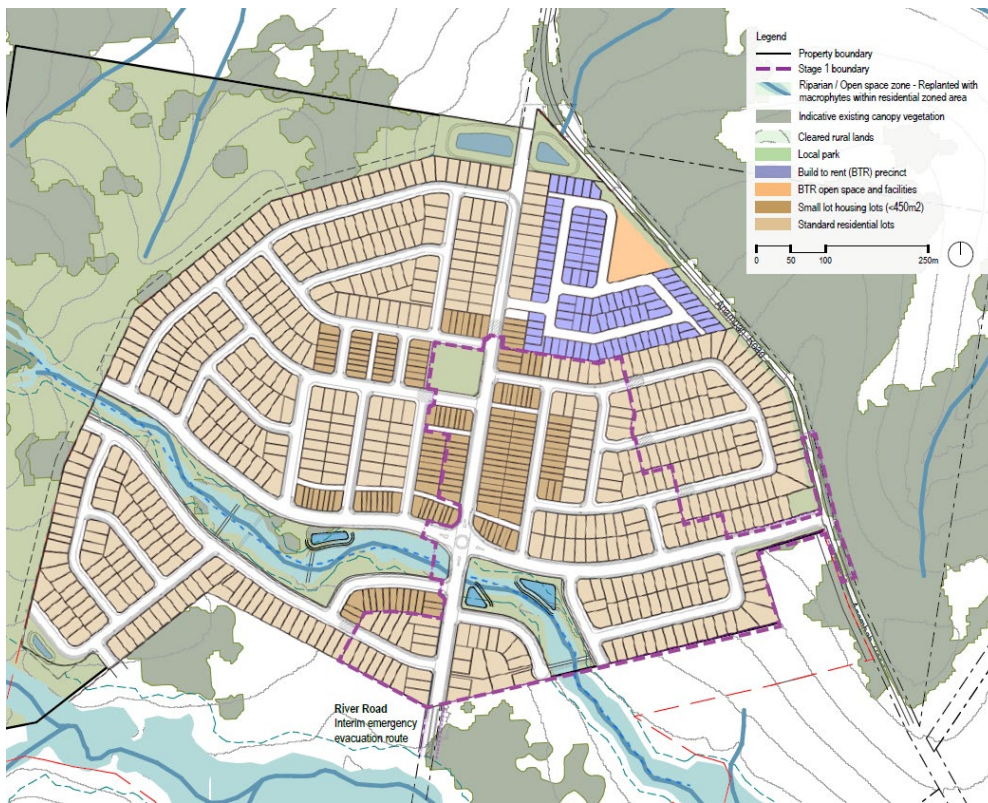 Legend
Property boundary
Stage 1 boundary
Riparian / Open space zone - Replanted with
macrophytes within residential zoned area
Indicative existing canopy vegetation
Cleared rural lands
Local park
Build to rent (BTR) precinct
BTR open space and facilities
Small lot housing lots (<450m2)
Standard residential lots
0 50 100 250m
River Road
Interim emergency
evacuation route